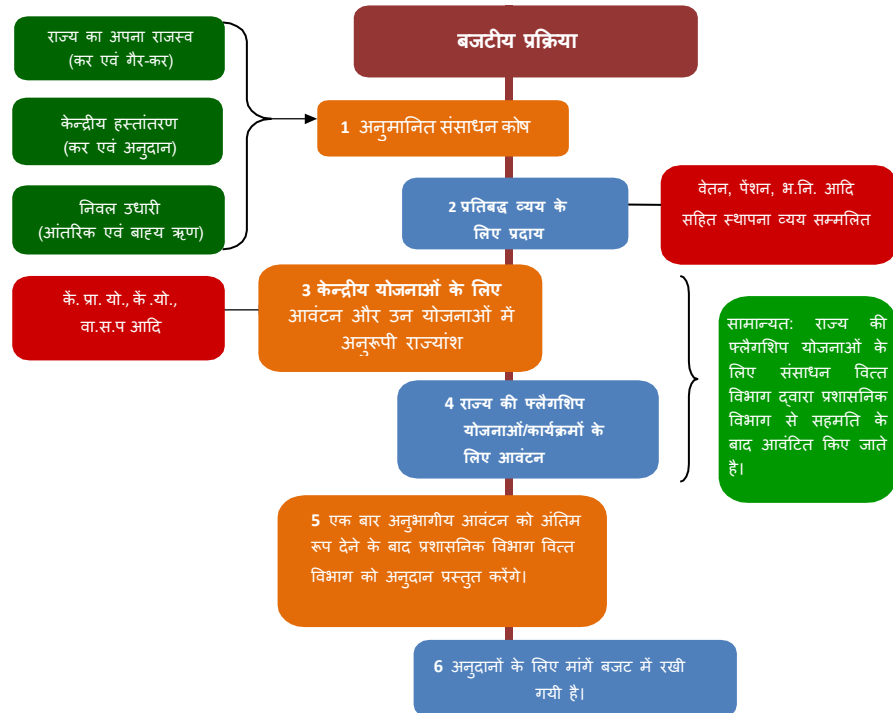 बजटीय प्रक्रिया
राज्य का अपना राजस्व
(कर एवं गैर-कर)
केन्द्रीय हस्तांतरण
(कर एवं अनुदान)
निवल उधारी
(आंतरिक एवं बाह्य ऋण)
1 अनुमानित संसाधन कोष
2 प्रतिबद्ध व्यय के
लिए प्रदाय
वेतन, पेंशन, भ.नि. आदि
सहित स्थापना व्यय सम्मलित
3 केन्द्रीय योजनाओं के लिए
आवंटन और उन योजनाओं में
अनुरूपी राज्यांश
कें. प्रा. यो., कें .यो.,
वा.स.प आदि
4 राज्य की फ्लैगशिप
योजनाओं/कार्यक्रमों के
लिए आवंटन
सामान्यत: राज्य की
फ्लैगशिप योजनाओं के
लिए संसाधन वित्त
विभाग द्वारा प्रशासनिक
विभाग से सहमति के
बाद आवंटित किए जाते
है।
5 एक बार अनुभागीय आवंटन को अंतिम
रूप देने के बाद प्रशासनिक विभाग वित्त
विभाग को अनुदान प्रस्तुत करेंगे।
6 अनुदानों के लिए मांगें बजट में रखी
गयी है।